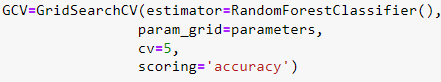 GCV=GridSearchCV(estimator=RandomForestClassifier(),
                 param_grid=parameters,
                 cv=5,
                 scoring='accuracy')